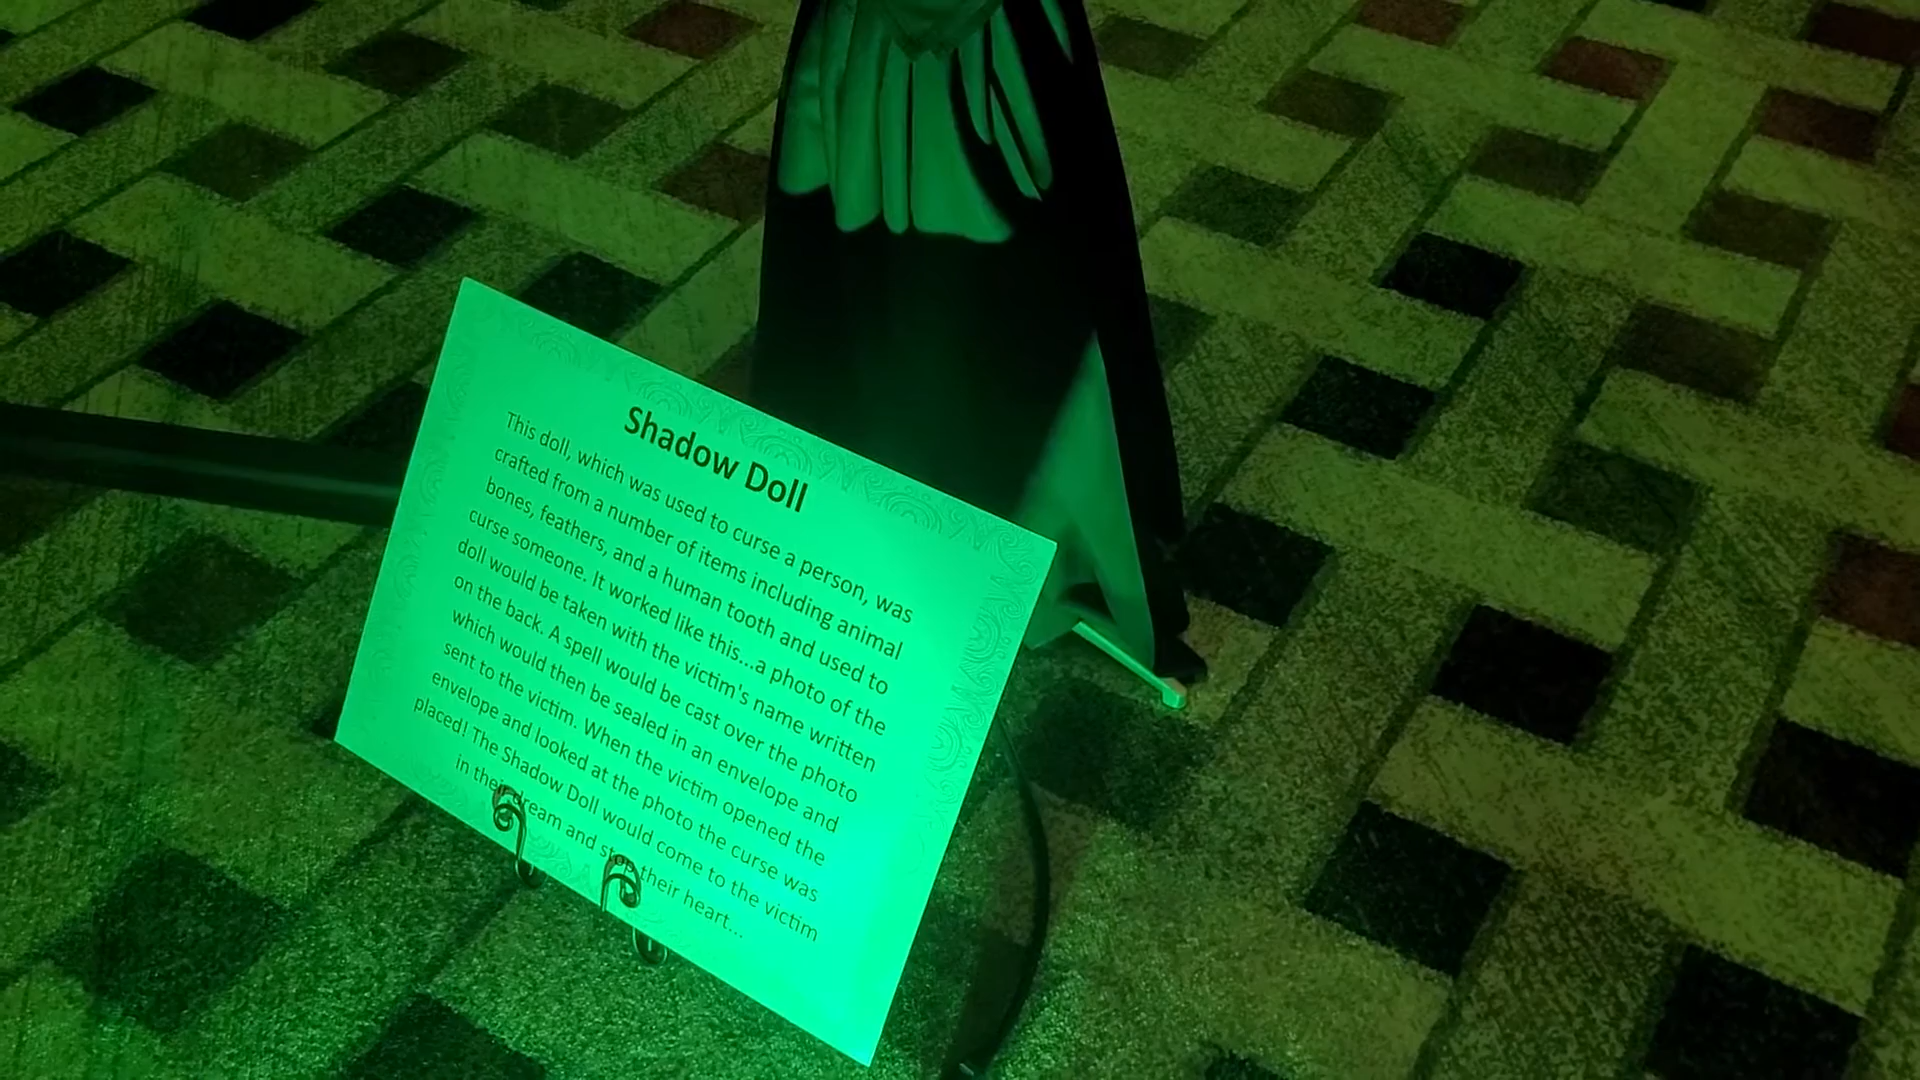 Shadow Doll
This doll, which was used to curse a person, was
crafted from a number of items including animal
bones, feathers, and a human tooth and used to
curse someone. It worked like this...a photo of the
doll would be taken with the victim's name written
on the back. A spell would be cast over the photo
which would then be sealed in an envelope and
sent to the victim. When the victim opened the
envelope and looked at the photo the curse was
placed! The Shadow Doll would come to the victim
in their dream and stop their heart...